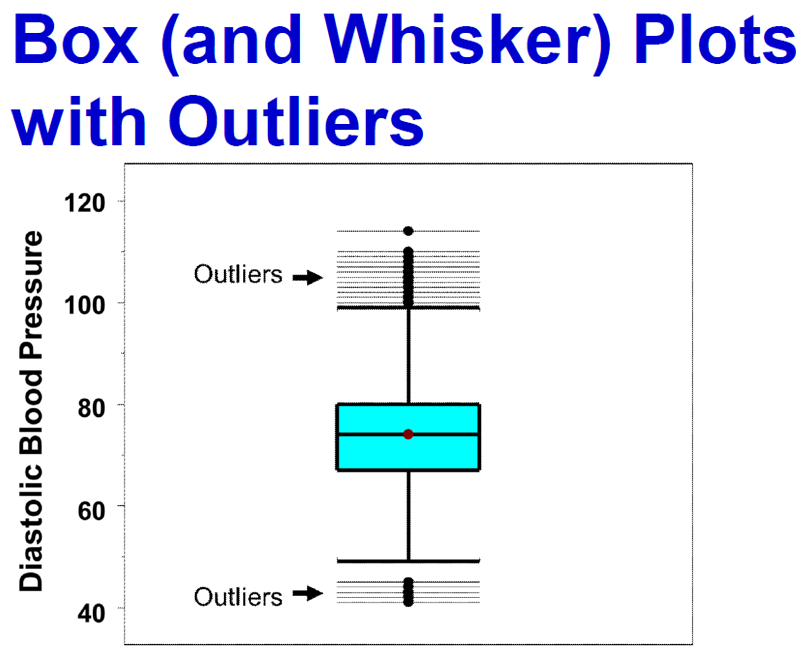 Box (and Whisker) Plots
with Outliers
Diastolic Blood Pressure
120
100
80
60
40
Outliers
Outliers